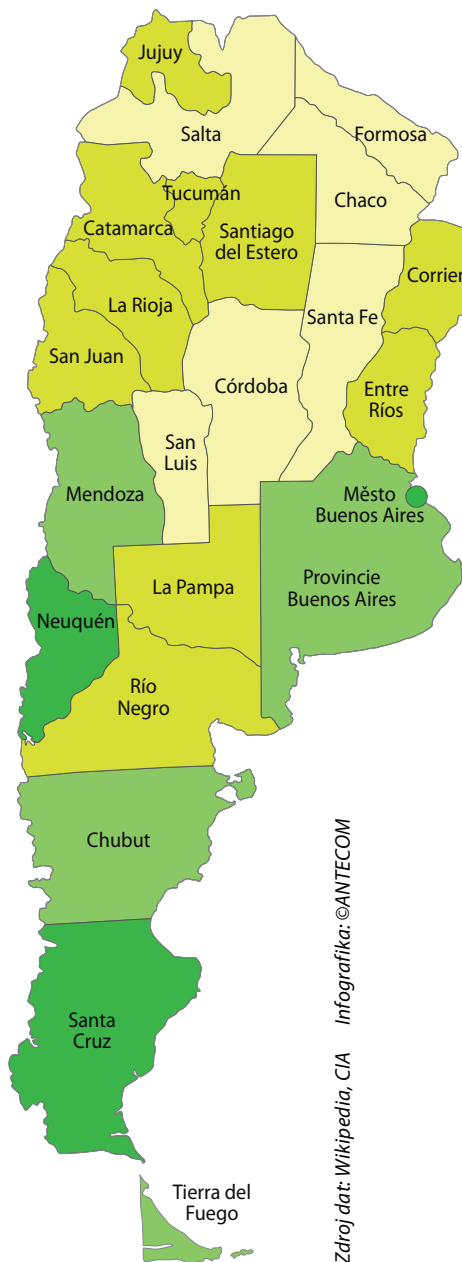 Jujuy
Salta
Formosa
Chaco
Tucumán
Catamarca
Santiago
del Estero
Corrien
La Rioja
Santa Fe
San Juan
Córdoba
Entre
Ríos
San
Luis
Mendoza
Město
Buenos Aires
La Pampa
Provincie
Buenos Aires
Neuquén
Río
Negro
Chubut
Santa
Cruz
Tierra del
Fuego
Zdroj dat: Wikipedia, CIA Infografika: ©ANTECOM